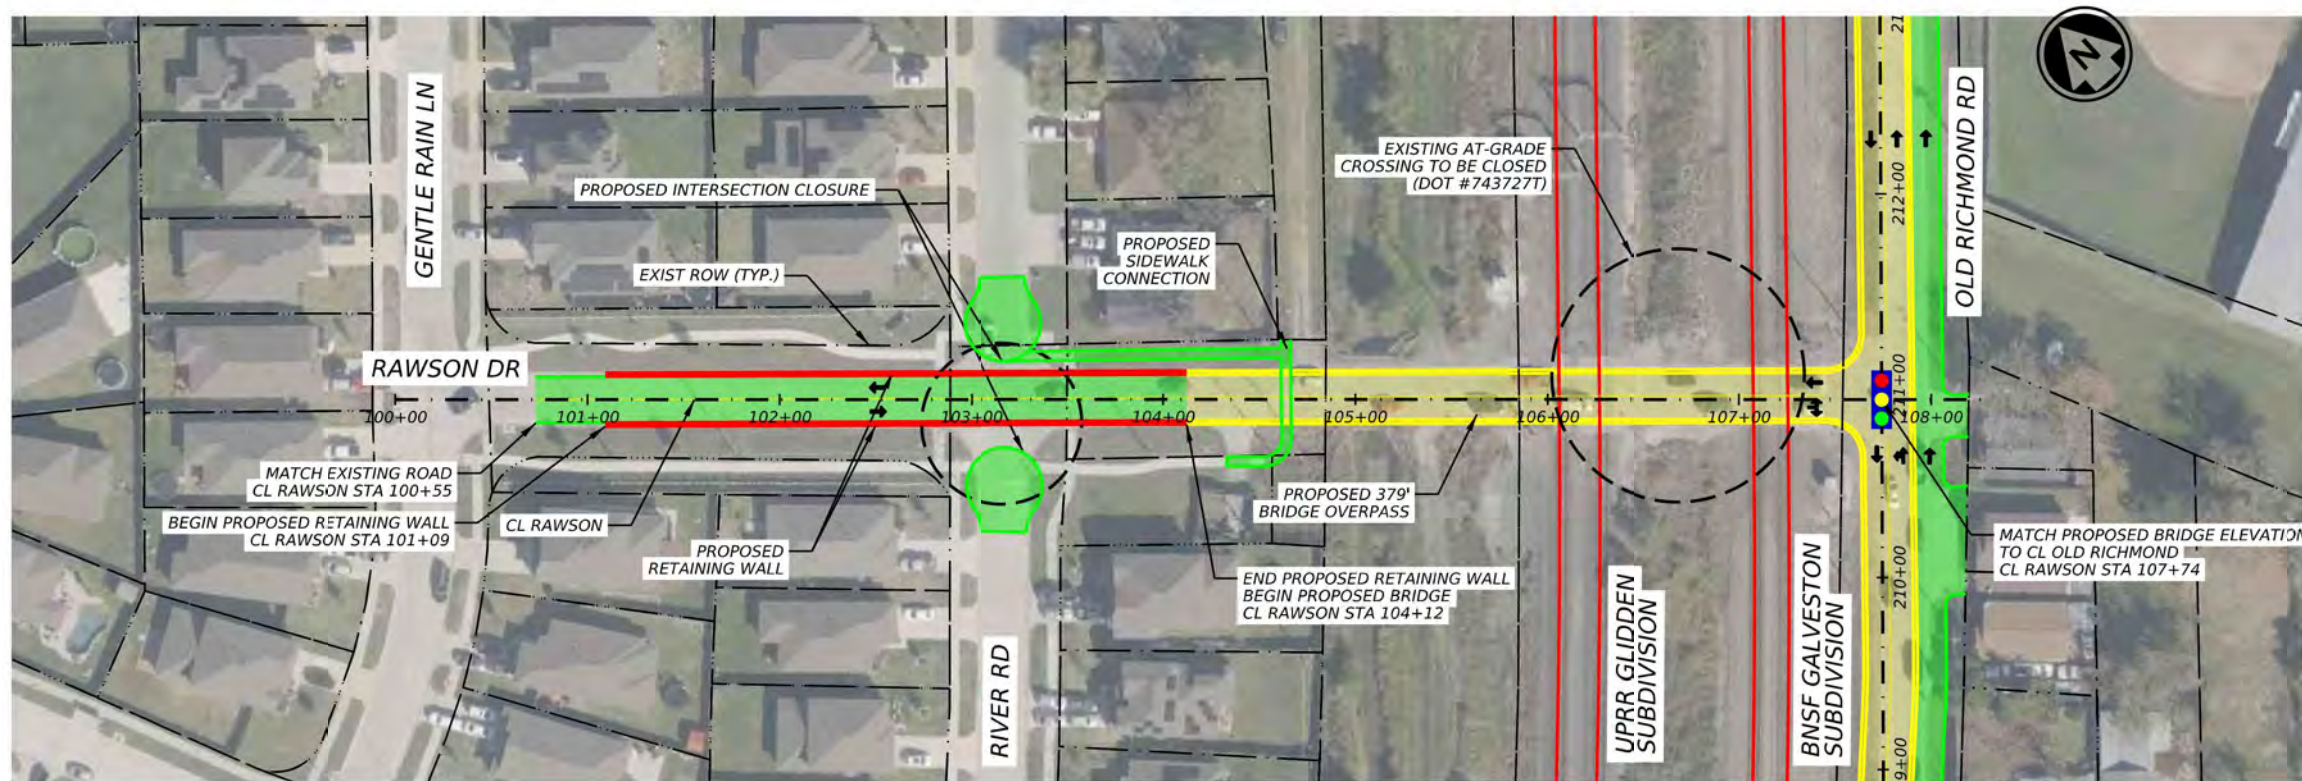 N
GENTLE RAIN LN
PROPOSED INTERSECTION CLOSURE
EXIST ROW (TYP.)
PROPOSED
SIDEWALK
CONNECTION
EXISTING AT-GRADE
CROSSING TO BE CLOSED
(DOT #743727T)
OLD RICHMOND RD
212+00
211+00
210+00
RAWSON DR
100+00
101+00
102+00
103+00
104+00
105+00
106+00
107+00
108+00
MATCH EXISTING ROAD
CL RAWSON STA 100+55
BEGIN PROPOSED RETAINING WALL
CL RAWSON STA 101+09
CL RAWSON
PROPOSED
RETAINING WALL
RIVER RD
END PROPOSED RETAINING WALL
BEGIN PROPOSED BRIDGE
CL RAWSON STA 104+12
PROPOSED 379'
BRIDGE OVERPASS
UPRR GLIDDEN
SUBDIVISION
BNSF GALVESTON
SUBDIVISION
MATCH PROPOSED BRIDGE ELEVATION
TO CL OLD RICHMOND
CL RAWSON STA 107+74
9+00